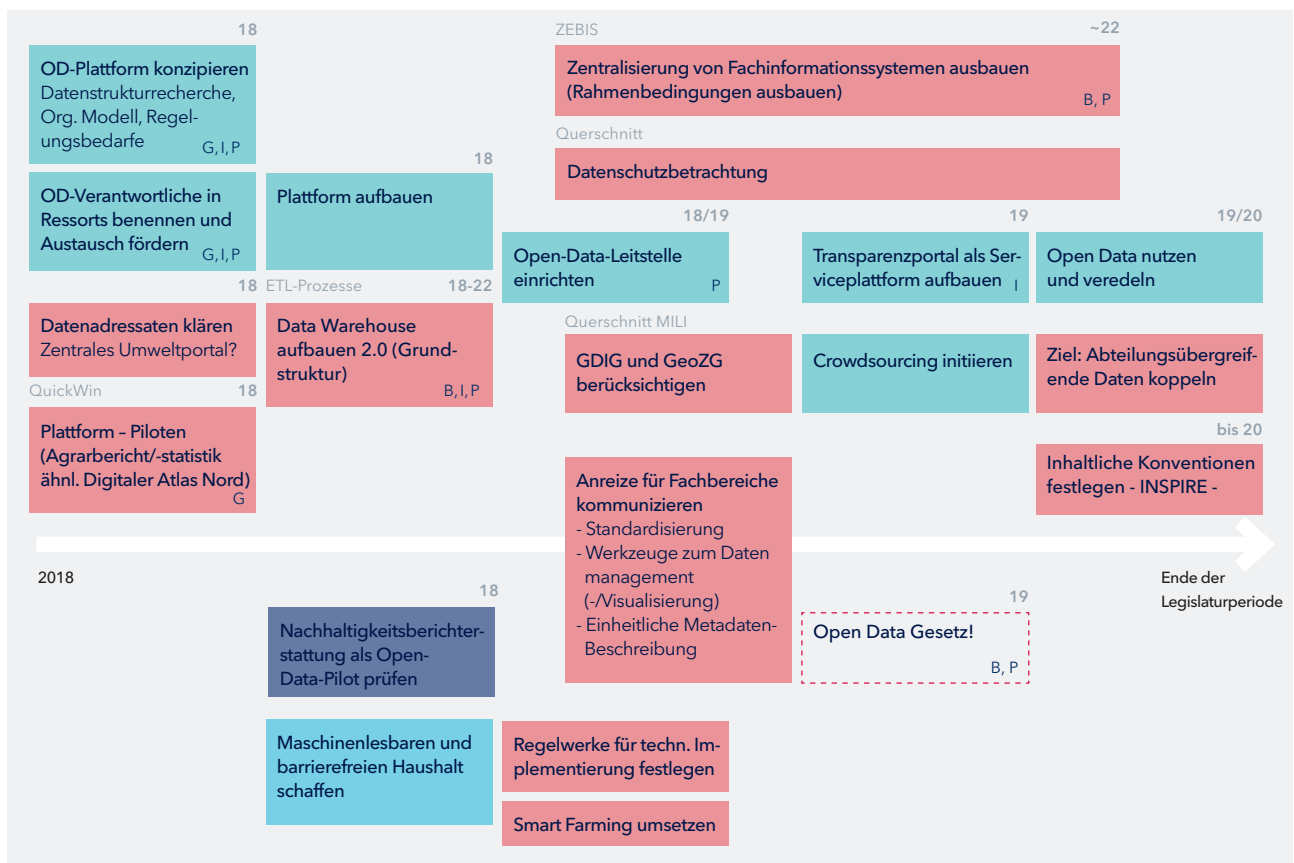 18
OD-Plattform konzipieren
Datenstrukturrecherche,
Org. Modell, Regel-
ungsbedarfe
G, I, P
OD-Verantwortliche in
Ressorts benennen und
Austausch fördern
G, I, P
18
Datenadressaten klären
Zentrales Umweltportal?
QuickWin
18
Plattform – Piloten
(Agrarbericht/-statistik
ähnl. Digitaler Atlas Nord)
G
18
Plattform aufbauen
ETL-Prozesse
18-22
Data Warehouse
aufbauen 2.0 (Grund-
struktur)
B, I, P
ZEBIS
~22
Zentralisierung von Fachinformationssystemen ausbauen
(Rahmenbedingungen ausbauen)
B, P
Querschnitt
Datenschutzbetrachtung
18/19
Open-Data-Leitstelle
einrichten
P
19
Transparenzportal als Ser-
viceplattform aufbauen
I
19/20
Open Data nutzen
und veredeln
Querschnitt MILI
GDIG und GeoZG
berücksichtigen
Crowdsourcing initiieren
Ziel: Abteilungsübergreif-
ende Daten koppeln
bis 20
Inhaltliche Konventionen
festlegen - INSPIRE -
Anreize für Fachbereiche
kommunizieren
- Standardisierung
- Werkzeuge zum Daten
management
(-/Visualisierung)
- Einheitliche Metadaten-
Beschreibung
2018
Ende der
Legislaturperiode
18
Nachhaltigkeitsberichter-
stattung als Open-
Data-Pilot prüfen
19
Open Data Gesetz!
B, P
Maschinenlesbaren und
barrierefreien Haushalt
schaffen
Regelwerke für techn. Im-
plementierung festlegen
Smart Farming umsetzen